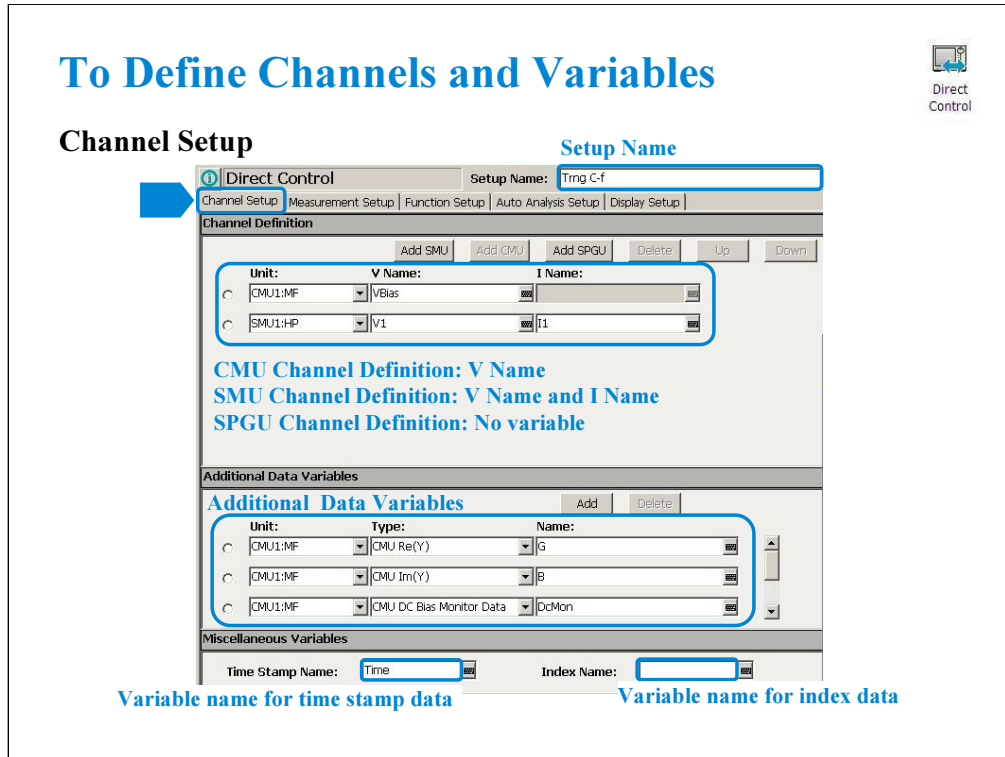 To Define Channels and Variables
Direct
Control
Channel Setup
Setup Name
Direct Control Setup Name: Trng C-f
Channel Setup Measurement Setup Function Setup Auto Analysis Setup Display Setup
Channel Definition
Add SMU Add CMU Add SPGU Delete Up Down
Unit: V Name: I Name:
CMU1:MF VBias
SMU1:HP V1 I1
CMU Channel Definition: V Name
SMU Channel Definition: V Name and I Name
SPGU Channel Definition: No variable
Additional Data Variables
Additional Data Variables Add Delete
Unit: Type: Name:
CMU1:MF CMU Re(Y) G
CMU1:MF CMU Im(Y) B
CMU1:MF CMU DC Bias Monitor Data DcMon
Miscellaneous Variables
Time Stamp Name: Time Index Name:
Variable name for time stamp data Variable name for index data